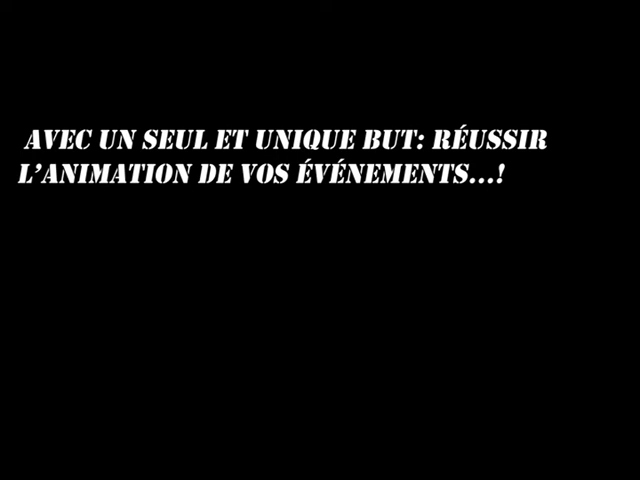 AVEC UN SEUL ET UNIQUE BUT: RÉUSSIR
L'ANIMATION DE VOS ÉVÉNEMENTS...!